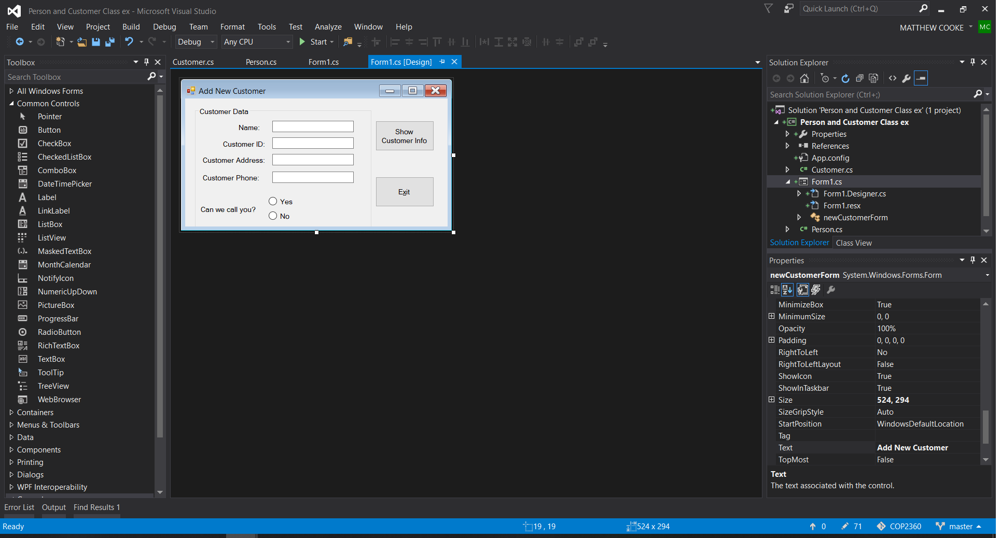 Person and Customer Class ex - Microsoft Visual Studio
Quick Launch (Ctrl+Q)
File Edit View Project Build Debug Team Format Tools Test Analyze Window Help
MATTHEW COOKE MC
Debug Any CPU Start
Toolbox
Search Toolbox
All Windows Forms
Common Controls
Pointer
Button
CheckBox
CheckedListBox
ComboBox
DateTimePicker
Label
LinkLabel
ListBox
ListView
MaskedTextBox
MonthCalendar
NotifyIcon
NumericUpDown
PictureBox
ProgressBar
RadioButton
RichTextBox
TextBox
ToolTip
TreeView
WebBrowser
Containers
Menus & Toolbars
Data
Components
Printing
Dialogs
WPF Interoperability
Customer.cs Person.cs Form1.cs Form1.cs [Design]
Add New Customer
Customer Data
Name:
Customer ID:
Customer Address:
Customer Phone:
Can we call you?
Yes
No
Show
Customer Info
Exit
Solution Explorer
Search Solution Explorer (Ctrl+;)
Solution 'Person and Customer Class ex' (1 project)
Person and Customer Class ex
Properties
References
App.config
Customer.cs
Form1.cs
Form1.Designer.cs
Form1.resx
newCustomerForm
Person.cs
Solution Explorer Class View
Properties
newCustomerForm System.Windows.Forms.Form
MinimizeBox True
MinimumSize 0, 0
Opacity 100%
Padding 0, 0, 0, 0
RightToLeft No
RightToLeftLayout False
ShowIcon True
ShowInTaskbar True
Size 524, 294
SizeGripStyle Auto
StartPosition WindowsDefaultLocation
Tag
Text Add New Customer
TopMost False
Text
The text associated with the control.
Error List Output Find Results 1
Ready 19 , 19 524 x 294 0 71 COP2360 master